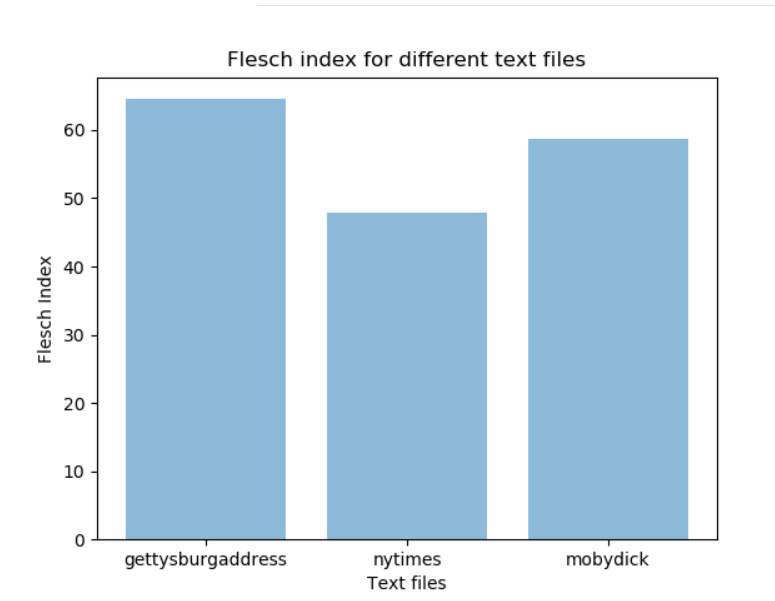 Flesch index for different text files
Flesch Index
60
50
40
30
20
10
0
gettysburgaddress nytimes mobydick
Text files